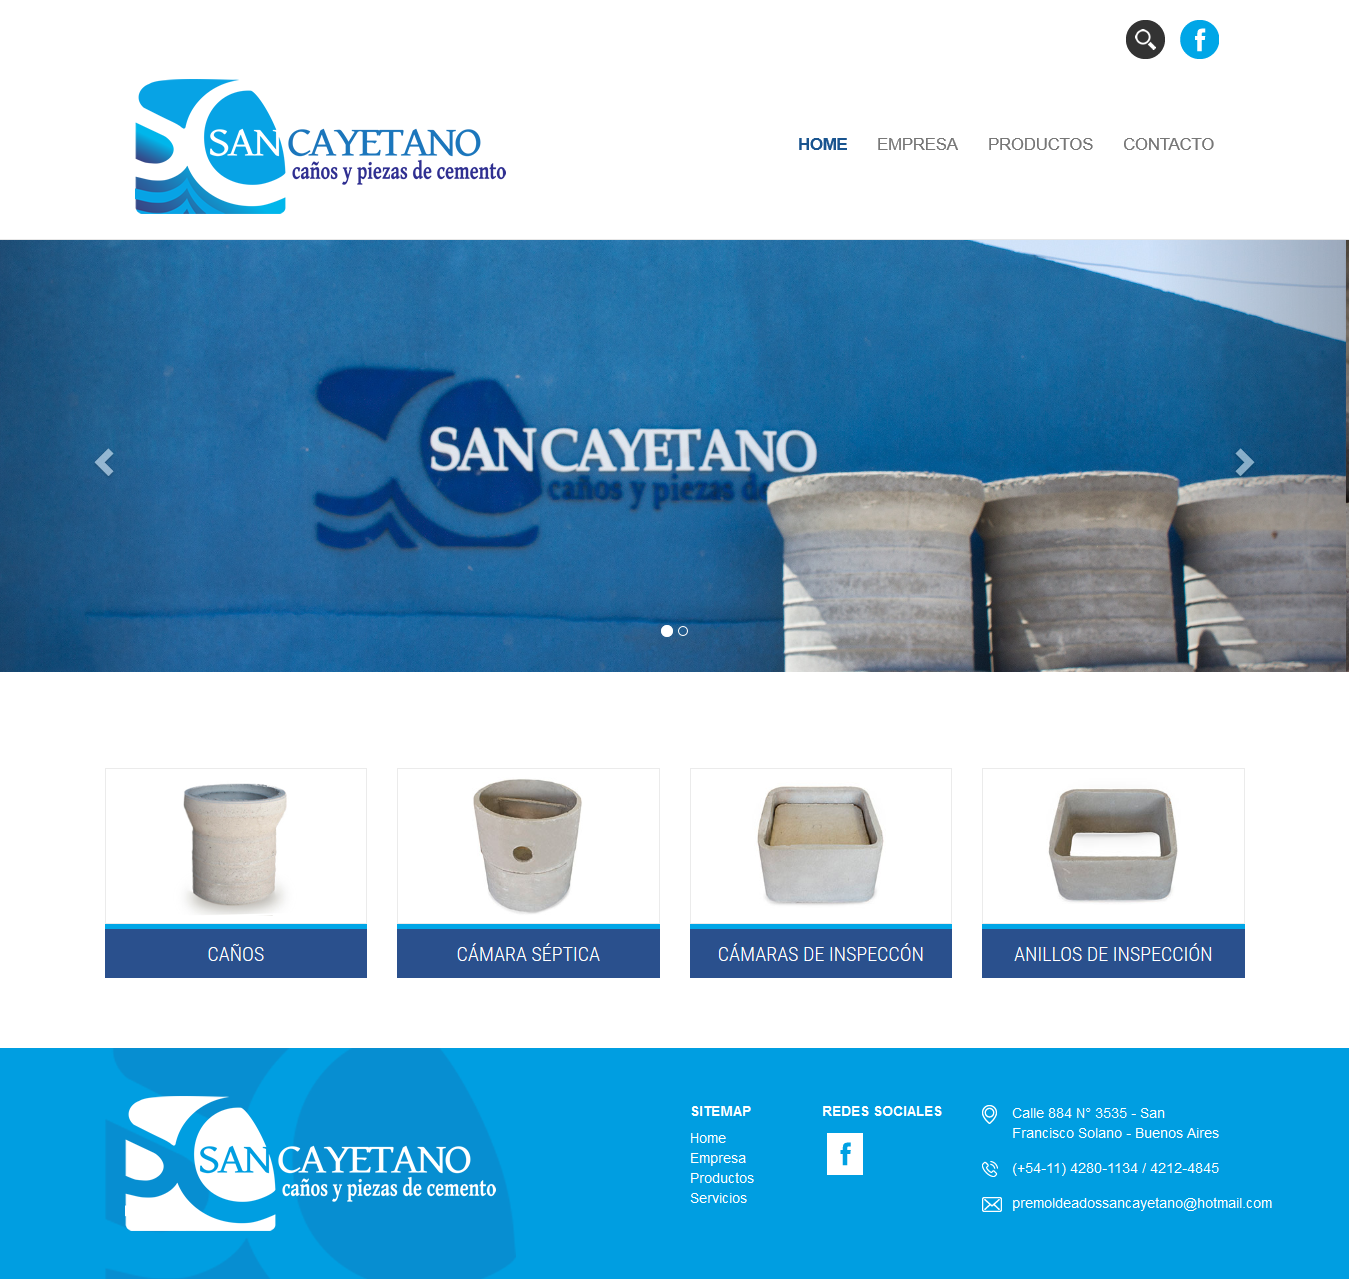 SAN CAYETANO
caños y piezas de cemento
HOME EMPRESA PRODUCTOS CONTACTO
SAN CAYETANO
caños y piezas de
CAÑOS
CÁMARA SÉPTICA
CÁMARAS DE INSPECCÓN
ANILLOS DE INSPECCIÓN
SAN CAYETANO
caños y piezas de cemento
SITEMAP
Home
Empresa
Productos
Servicios
REDES SOCIALES
Calle 884 N° 3535 - San
Francisco Solano - Buenos Aires
(+54-11) 4280-1134 / 4212-4845
premoldeadossancayetano@hotmail.com